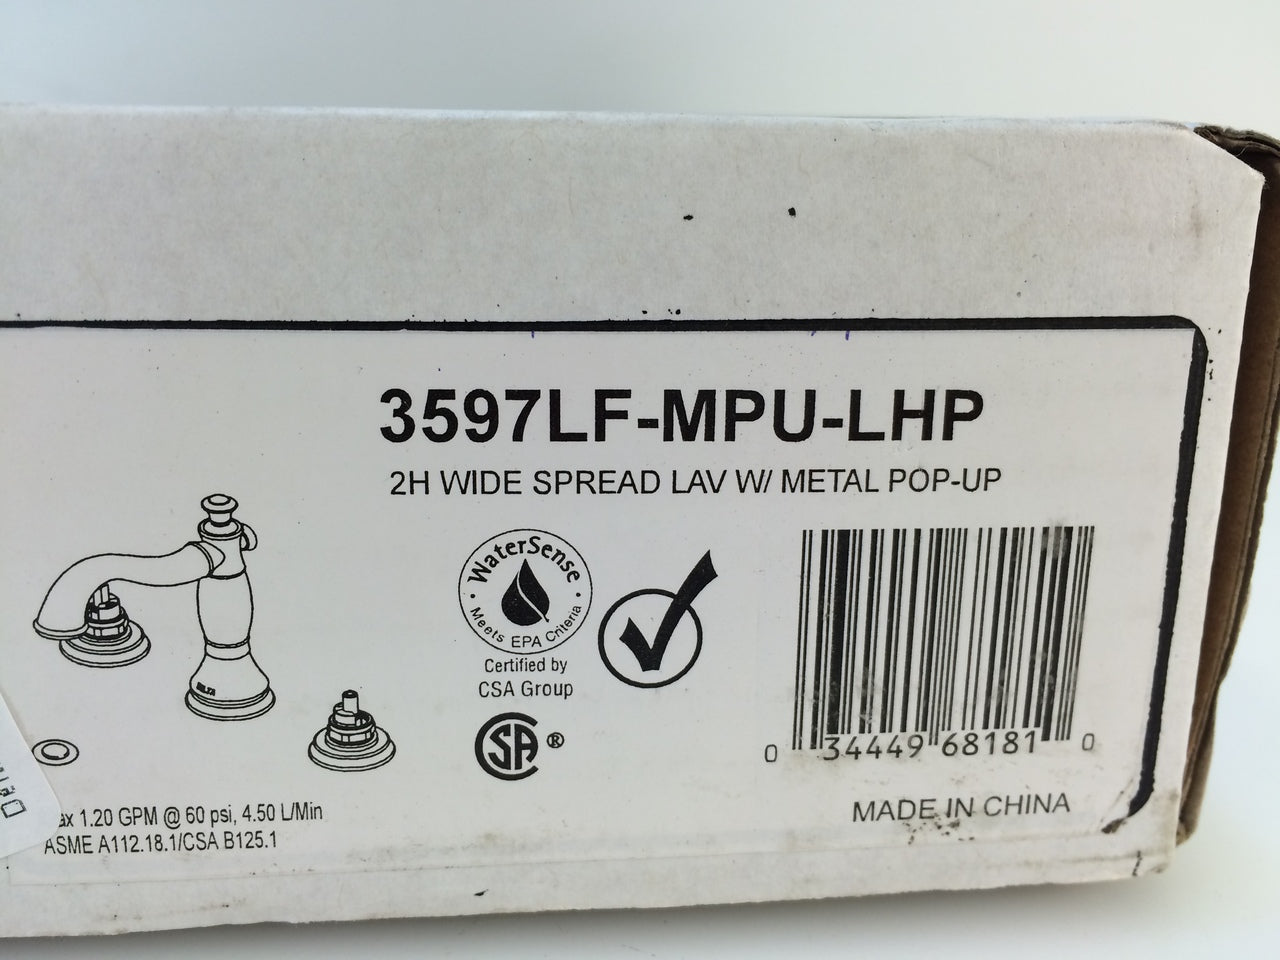 3597LF-MPU-LHP
2H WIDE SPREAD LAV W/ METAL POP-UP
WaterSense
Meets EPA Criteria
Certified by
CSA Group
CSA ®
DELTA
0 34449 68181 0
MADE IN CHINA
1.20 GPM @ 60 psi, 4.50 L/Min
ASME A112.18.1/CSA B125.1